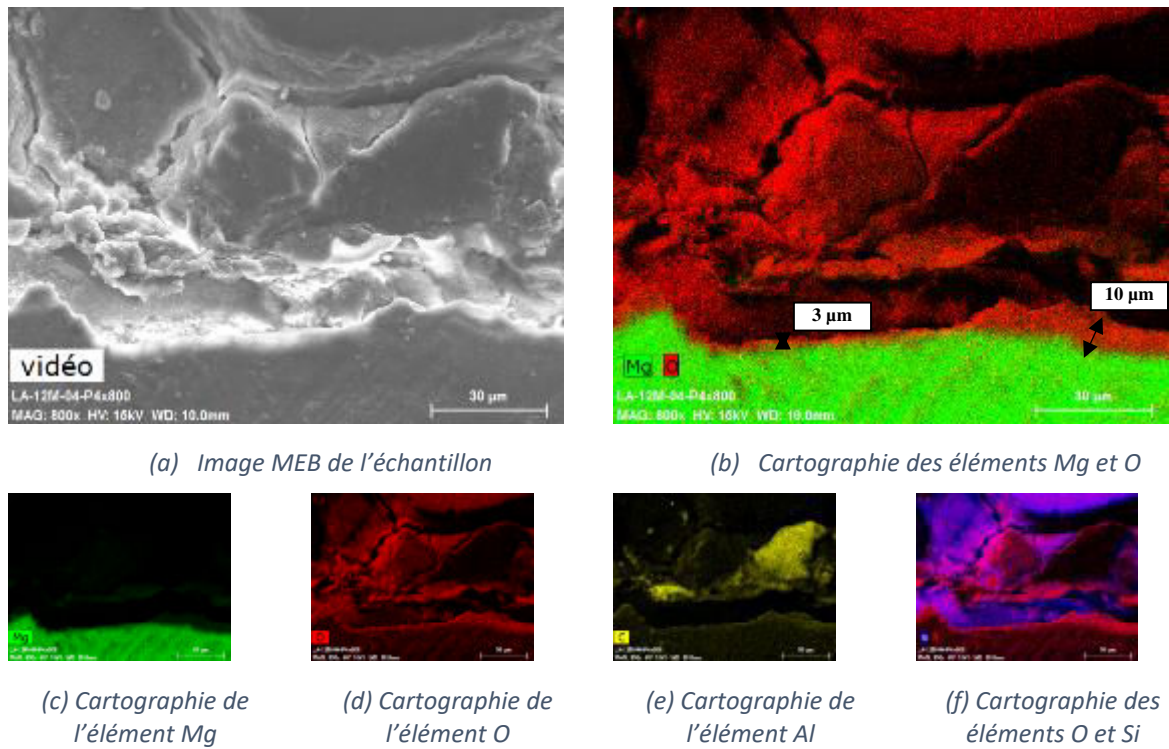 vidéo
LA-12M-04-P4x800
MAG: 800x HV: 15kV WD: 10.0mm
30 µm
3 µm
10 µm
Mg O
LA-12M-04-P4x800
MAG: 800x HV: 15kV WD: 10.0mm
30 µm
(a) Image MEB de l’échantillon
(b) Cartographie des éléments Mg et O
Mg
(c) Cartographie de
l’élément Mg
(d) Cartographie de
l’élément O
(e) Cartographie de
l’élément Al
(f) Cartographie des
éléments O et Si